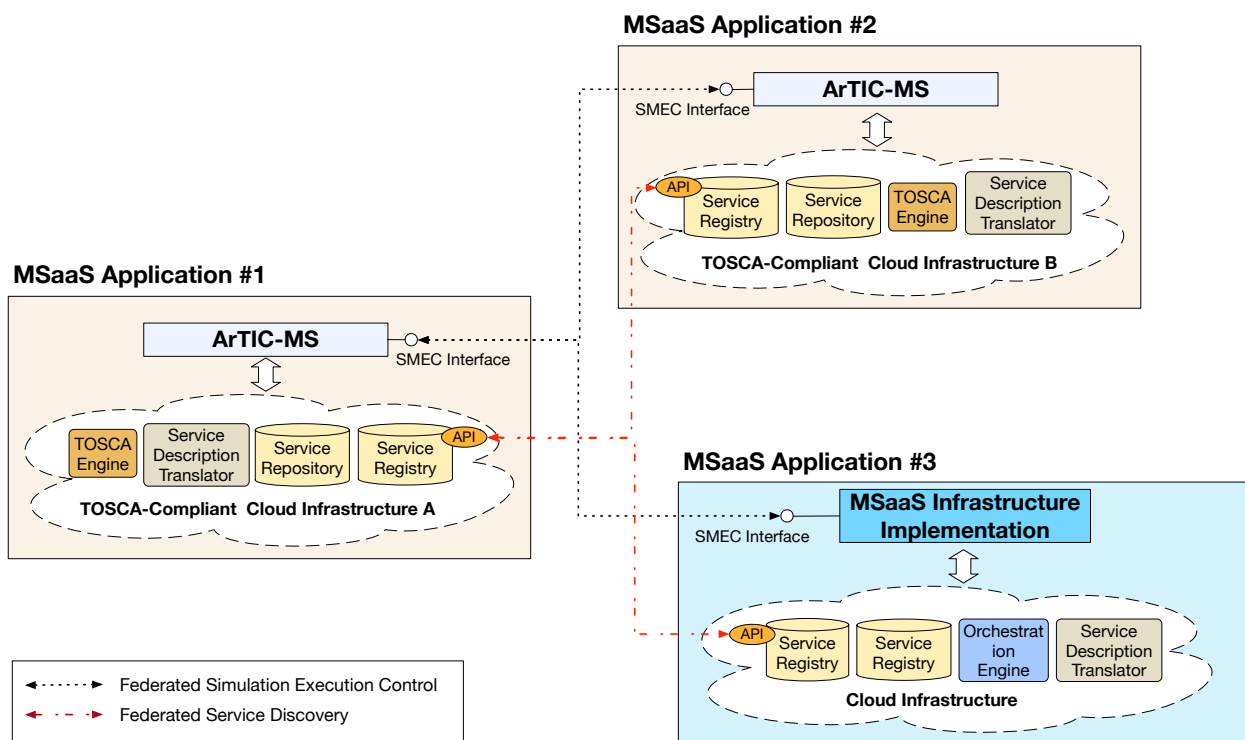 MSaaS Application #2
ArTIC-MS
SMEC Interface
API
Service
Registry
Service
Repository
TOSCA
Engine
Service
Description
Translator
TOSCA-Compliant Cloud Infrastructure B
MSaaS Application #1
ArTIC-MS
SMEC Interface
TOSCA
Engine
Service
Description
Translator
Service
Repository
Service
Registry
API
TOSCA-Compliant Cloud Infrastructure A
MSaaS Application #3
MSaaS Infrastructure
Implementation
SMEC Interface
API
Service
Registry
Service
Registry
Orchestrat
ion
Engine
Service
Description
Translator
Cloud Infrastructure
Federated Simulation Execution Control
Federated Service Discovery